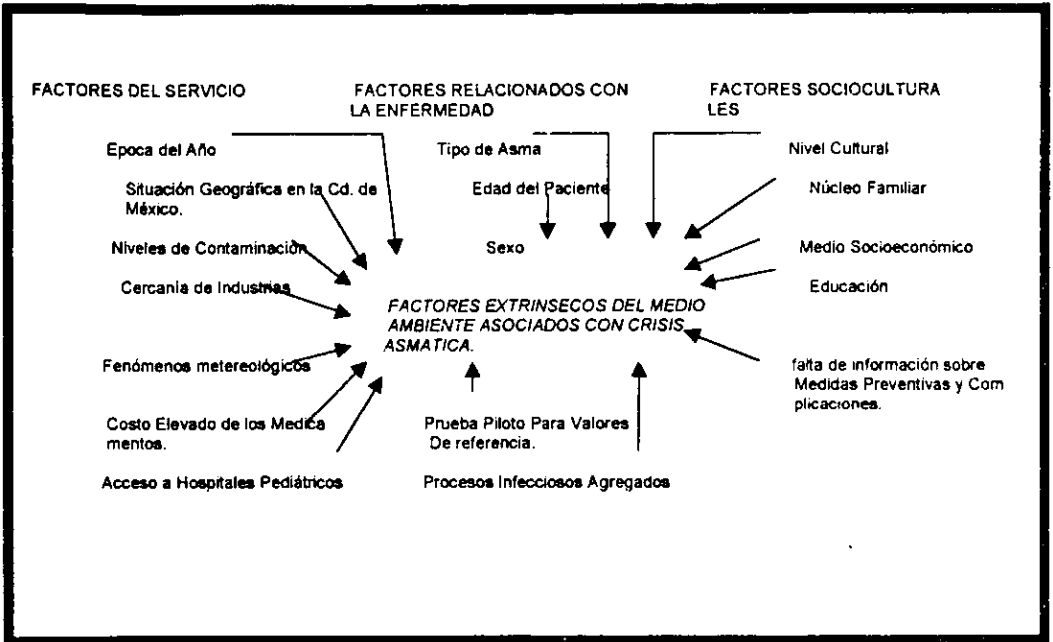 FACTORES DEL SERVICIO
FACTORES RELACIONADOS CON
LA ENFERMEDAD
FACTORES SOCIOCULTURA
LES
Epoca del Año
Tipo de Asma
Nivel Cultural
Situación Geográfica en la Cd. de
México.
Edad del Paciente
Núcleo Familiar
Niveles de Contaminación
Sexo
Medio Socioeconómico
Cercanía de Industrias
Educación
FACTORES EXTRINSECOS DEL MEDIO
AMBIENTE ASOCIADOS CON CRISIS
ASMATICA.
Fenómenos metereológicos
falta de información sobre
Medidas Preventivas y Com
plicaciones.
Costo Elevado de los Medica
mentos.
Prueba Piloto Para Valores
De referencia.
Acceso a Hospitales Pediátricos
Procesos Infecciosos Agregados